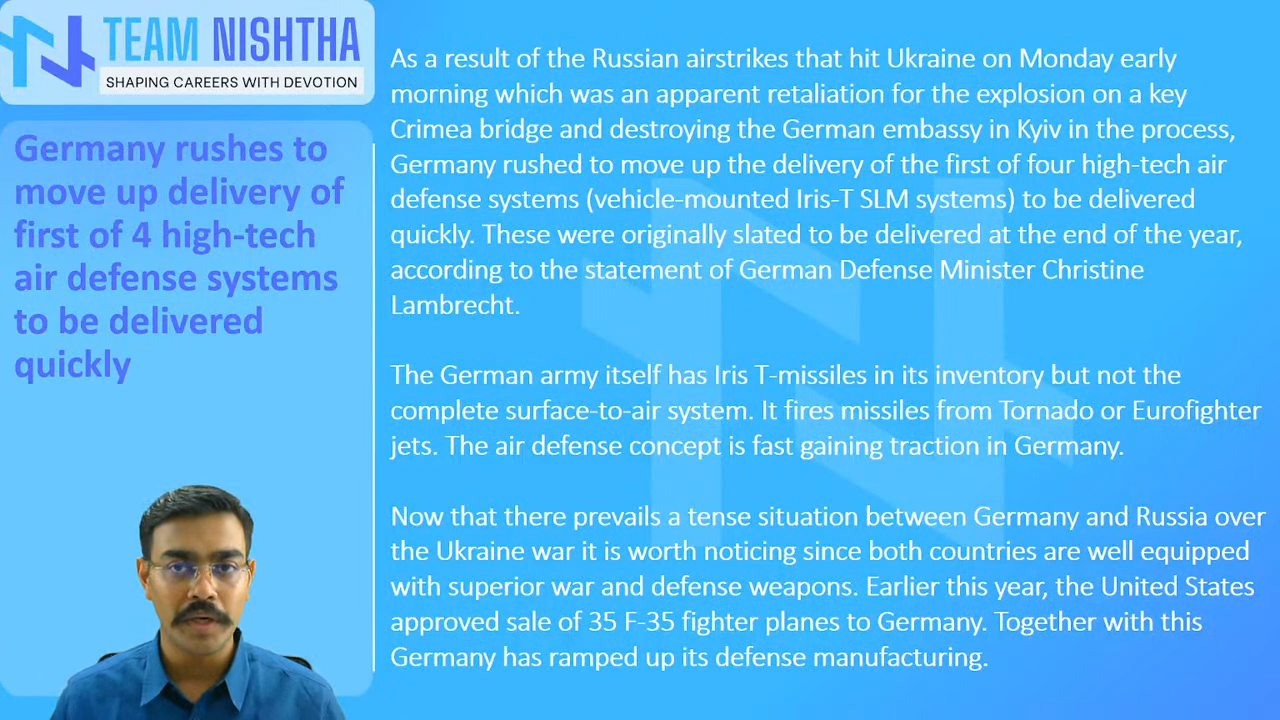 TEAM NISHTHA
SHAPING CAREERS WITH DEVOTION
Germany rushes to
move up delivery of
first of 4 high-tech
air defense systems
to be delivered
quickly
As a result of the Russian airstrikes that hit Ukraine on Monday early
morning which was an apparent retaliation for the explosion on a key
Crimea bridge and destroying the German embassy in Kyiv in the process,
Germany rushed to move up the delivery of the first of four high-tech air
defense systems (vehicle-mounted Iris-T SLM systems) to be delivered
quickly. These were originally slated to be delivered at the end of the year,
according to the statement of German Defense Minister Christine
Lambrecht.
The German army itself has Iris T-missiles in its inventory but not the
complete surface-to-air system. It fires missiles from Tornado or Eurofighter
jets. The air defense concept is fast gaining traction in Germany.
Now that there prevails a tense situation between Germany and Russia over
the Ukraine war it is worth noticing since both countries are well equipped
with superior war and defense weapons. Earlier this year, the United States
approved sale of 35 F-35 fighter planes to Germany. Together with this
Germany has ramped up its defense manufacturing.